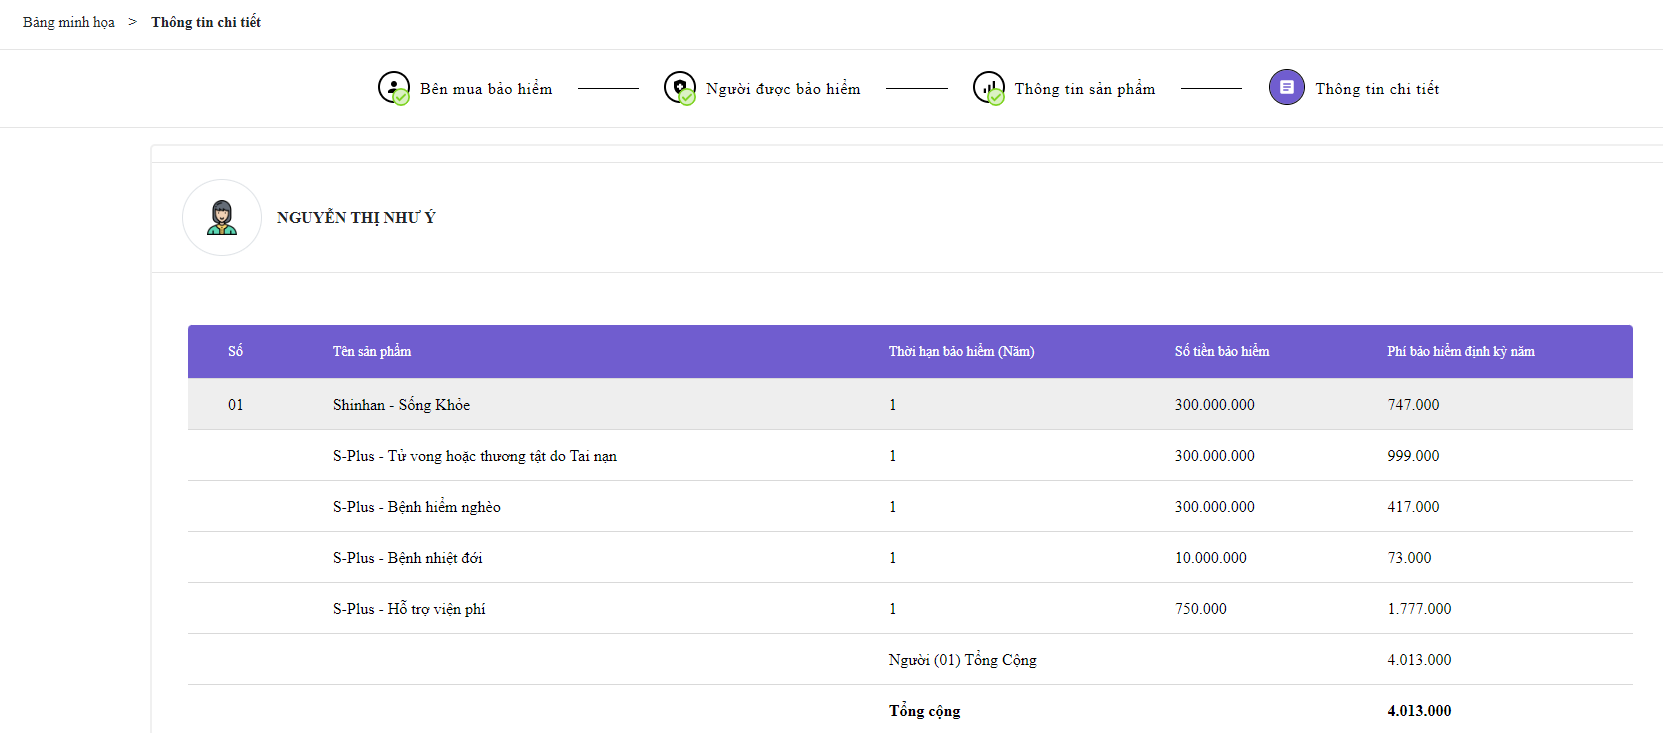 Bảng minh họa > Thông tin chi tiết
Bên mua bảo hiểm Người được bảo hiểm Thông tin sản phẩm Thông tin chi tiết
NGUYỄN THỊ NHƯ Ý
Số Tên sản phẩm Thời hạn bảo hiểm (Năm) Số tiền bảo hiểm Phí bảo hiểm định kỳ năm
01 Shinhan - Sống Khỏe 1 300.000.000 747.000
S-Plus - Tử vong hoặc thương tật do Tai nạn 1 300.000.000 999.000
S-Plus - Bệnh hiểm nghèo 1 300.000.000 417.000
S-Plus - Bệnh nhiệt đới 1 10.000.000 73.000
S-Plus - Hỗ trợ viện phí 1 750.000 1.777.000
Người (01) Tổng Cộng 4.013.000
Tổng cộng 4.013.000